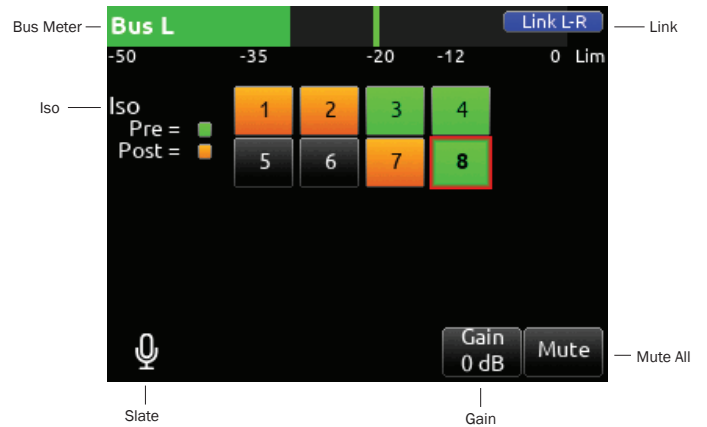 Bus Meter
Bus L
Link L-R
Link
-50 -35 -20 -12 0 Lim
Iso
Iso
1 2 3 4
Pre =
Post =
5 6 7 8
Gain
0 dB
Mute
Mute All
Slate
Gain